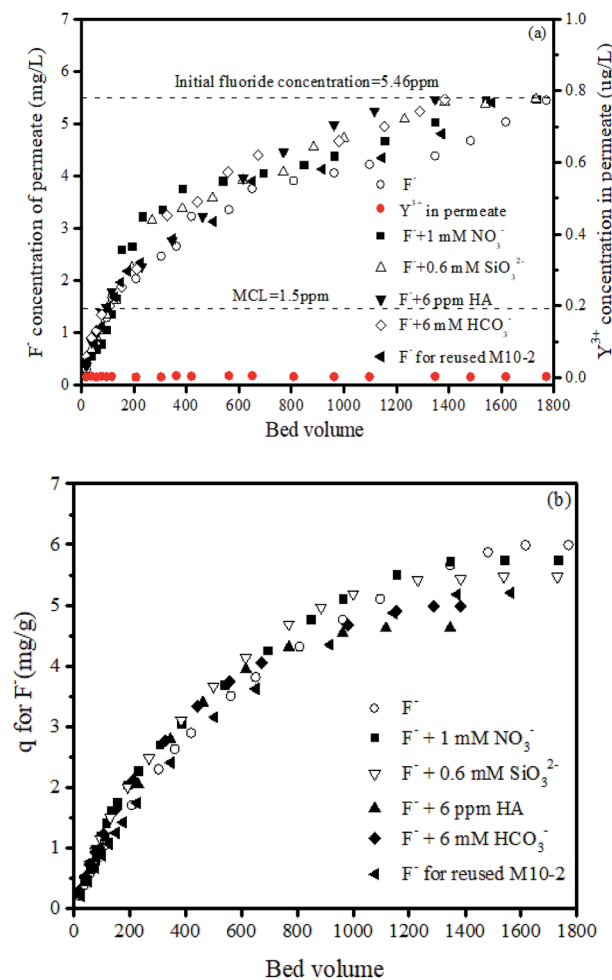 (a)
Initial fluoride concentration=5.46ppm
F⁻
Y³⁺ in permeate
F⁻+1 mM NO₃⁻
F⁻+0.6 mM SiO₃²⁻
MCL=1.5ppm
F⁻+6 ppm HA
F⁻+6 mM HCO₃⁻
F⁻ for reused M10-2
7
6
5
4
3
2
1
0
F⁻ concentration of permeate (mg/L)
1.0
0.8
0.6
0.4
0.2
0.0
Y³⁺ concentration in permeate (ug/L)
0 200 400 600 800 1000 1200 1400 1600 1800
Bed volume
(b)
7
6
5
4
3
2
1
0
q for F⁻(mg/g)
F⁻
F⁻ + 1 mM NO₃⁻
F⁻ + 0.6 mM SiO₃²⁻
F⁻ + 6 ppm HA
F⁻ + 6 mM HCO₃⁻
F⁻ for reused M10-2
0 200 400 600 800 1000 1200 1400 1600 1800
Bed volume